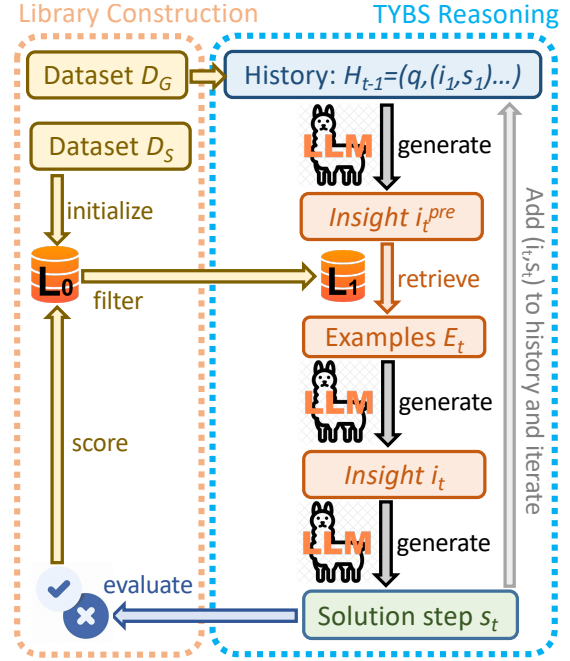 Library Construction
TYBS Reasoning
Dataset D_G
History: H_{t-1}=(q,(i_1,s_1)...)
Dataset D_S
LLM
generate
initialize
Insight i_t^{pre}
L_0
filter
L_1
retrieve
Examples E_t
LLM
generate
score
Insight i_t
LLM
generate
evaluate
Solution step s_t
Add (i_t,s_t) to history and iterate